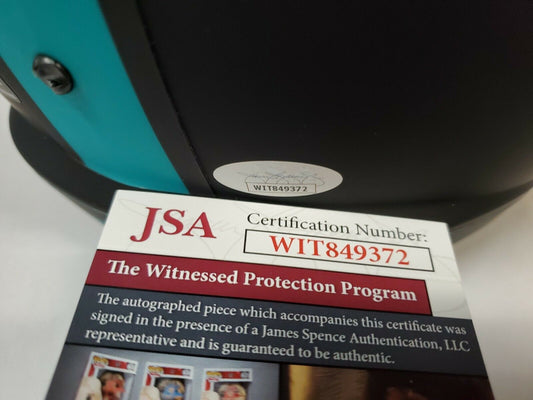 WIT849372
JSA
Certification Number:
WIT849372
The Witnessed Protection Program
The autographed piece which accompanies this certificate was
signed in the presence of a James Spence Authentication, LLC
representative and is guaranteed to be authentic.